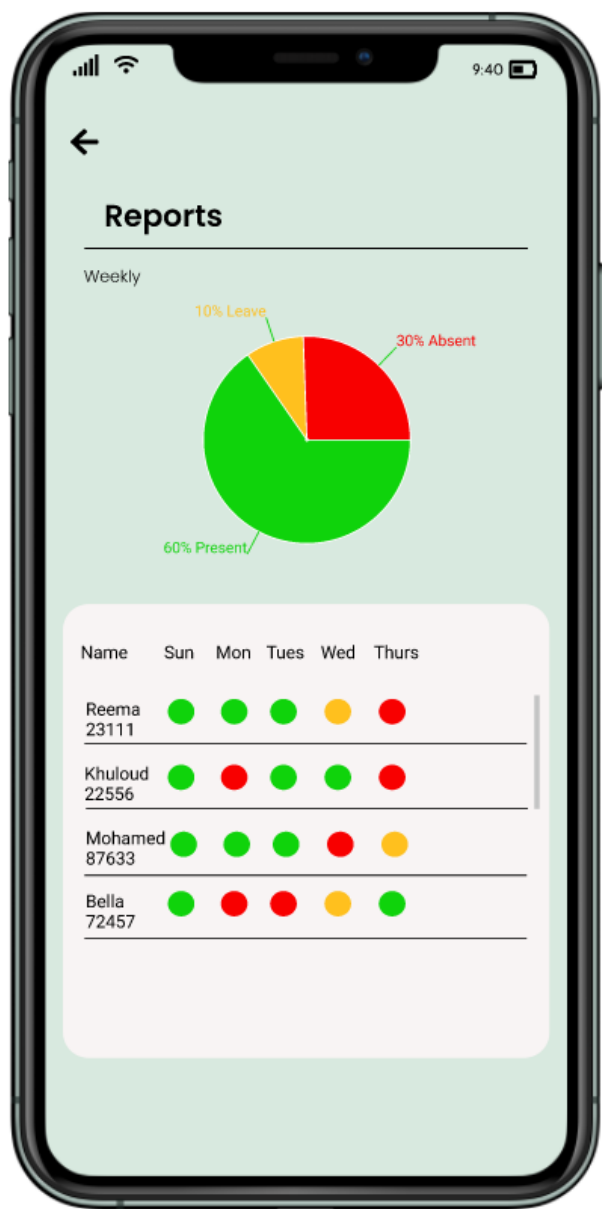 9:40
Reports
Weekly
10% Leave
30% Absent
60% Present
Name Sun Mon Tues Wed Thurs
Reema
23111
Khuloud
22556
Mohamed
87633
Bella
72457